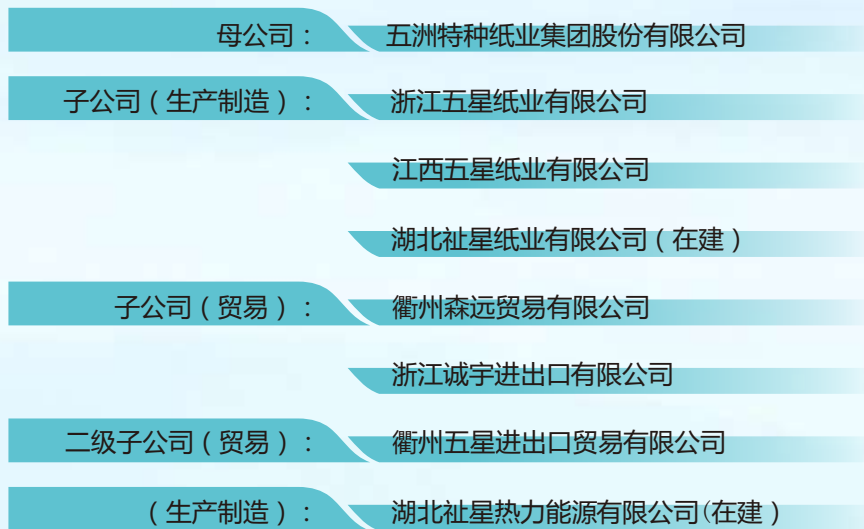 母公司： 五洲特种纸业集团股份有限公司
子公司（生产制造）： 浙江五星纸业有限公司
江西五星纸业有限公司
湖北祉星纸业有限公司（在建）
子公司（贸易）： 衢州森远贸易有限公司
浙江诚宇进出口有限公司
二级子公司（贸易）： 衢州五星进出口贸易有限公司
（生产制造）： 湖北祉星热力能源有限公司(在建）